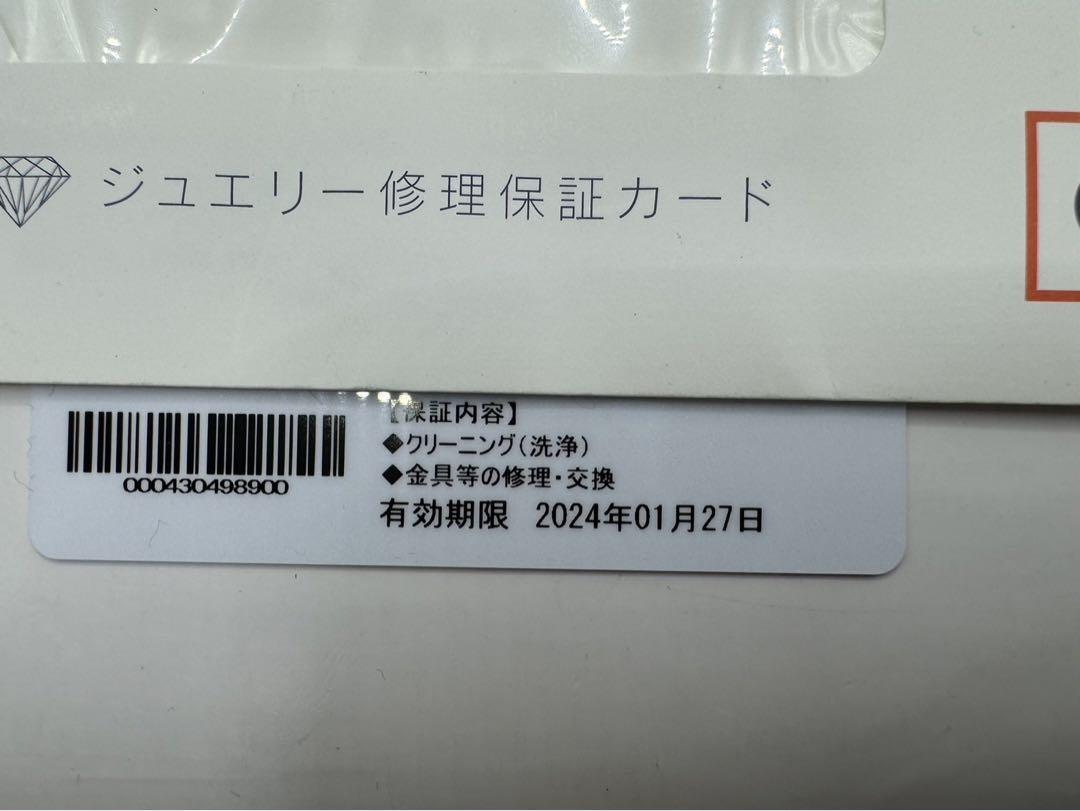 ジュエリー修理保証カード
【保証内容】
◆クリーニング(洗浄)
◆金具等の修理・交換
000430498900
有効期限 2024年01月27日